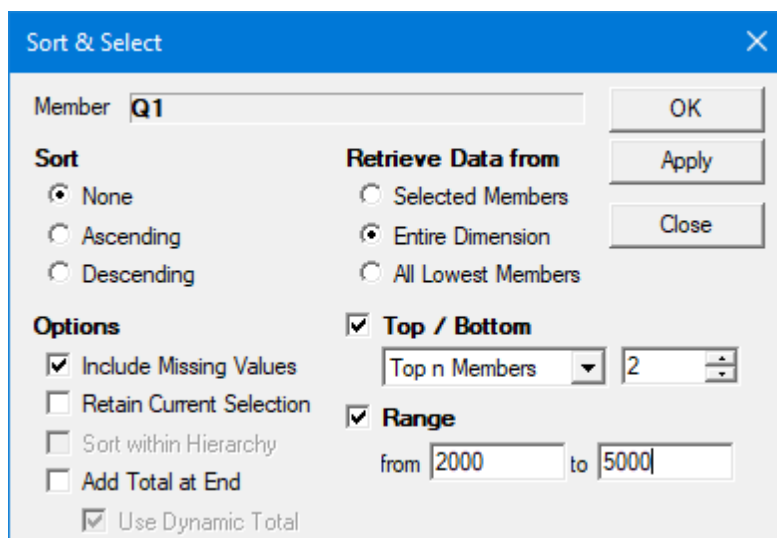 Sort & Select
Member Q1
OK
Sort
Retrieve Data from
Apply
None
Selected Members
Ascending
Entire Dimension
Close
Descending
All Lowest Members
Options
Top / Bottom
Include Missing Values
Top n Members 2
Retain Current Selection
Range
Sort within Hierarchy
from 2000 to 5000
Add Total at End
Use Dynamic Total